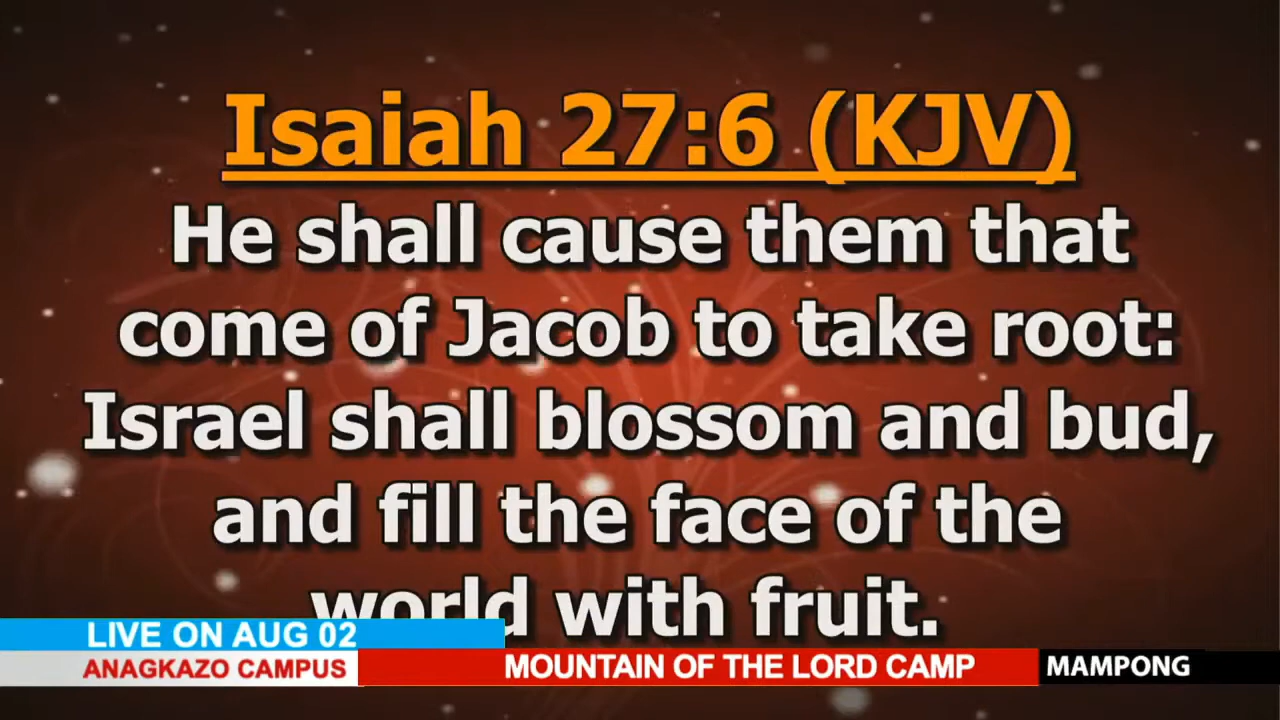 Isaiah 27:6 (KJV)
He shall cause them that
come of Jacob to take root:
Israel shall blossom and bud,
and fill the face of the
world with fruit.
LIVE ON AUG 02
ANAGKAZO CAMPUS MOUNTAIN OF THE LORD CAMP MAMPONG